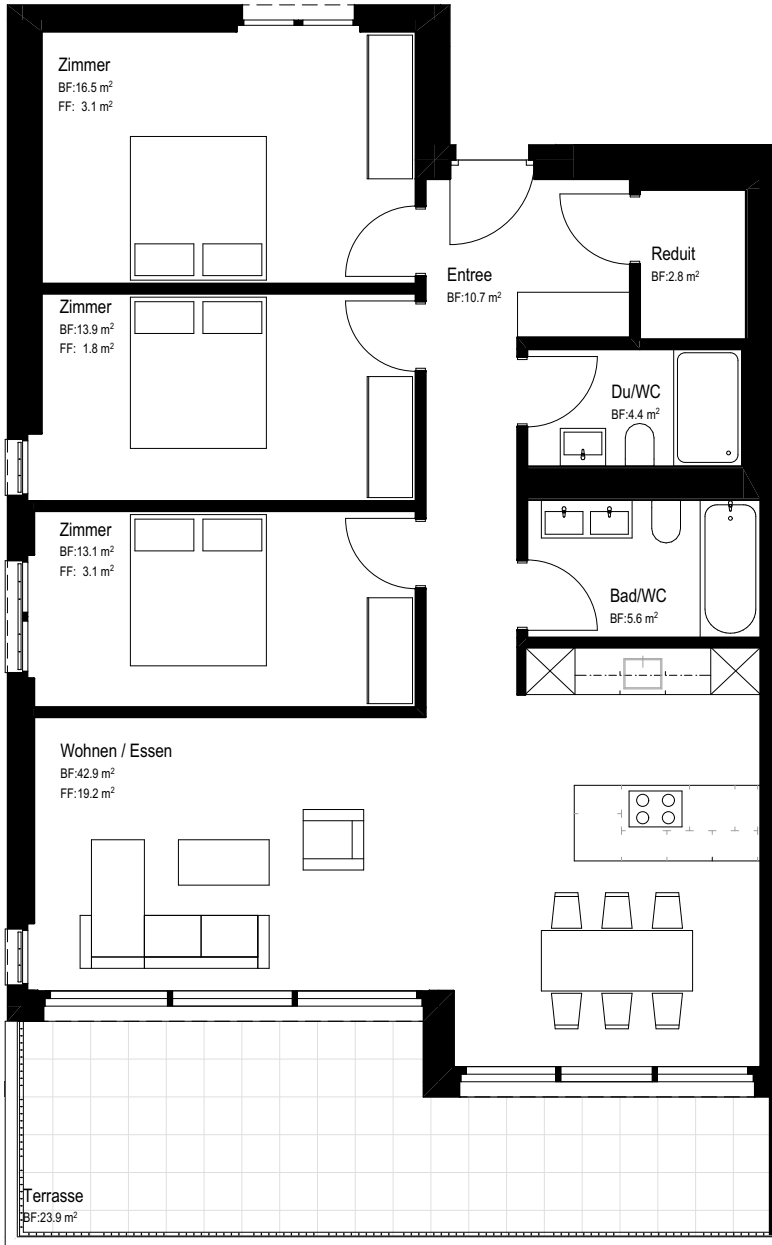 Zimmer
BF:16.5 m²
FF: 3.1 m²
Zimmer
BF:13.9 m²
FF: 1.8 m²
Zimmer
BF:13.1 m²
FF: 3.1 m²
Entree
BF:10.7 m²
Reduit
BF:2.8 m²
Du/WC
BF:4.4 m²
Bad/WC
BF:5.6 m²
Wohnen / Essen
BF:42.9 m²
FF:19.2 m²
Terrasse
BF:23.9 m²